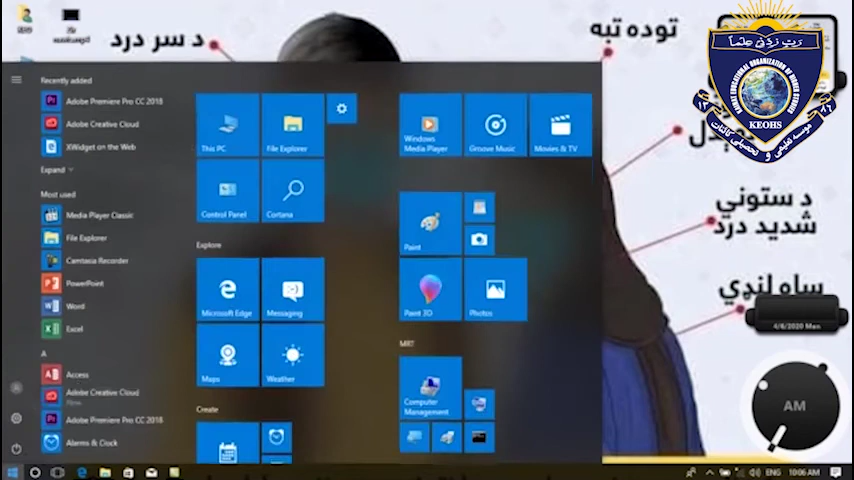 د سر درد
توده تبه
د ستوني
شديد درد
ساه لنډي
رَبِّ زِدْنِي عِلْماً
KEOHS
Recently added
Adobe Premiere Pro CC 2018
Adobe Creative Cloud
XWidget on the Web
Expand
Most used
Media Player Classic
File Explorer
Camtasia Recorder
PowerPoint
Word
Excel
A
Access
Adobe Creative Cloud
New
Adobe Premiere Pro CC 2018
Alarms & Clock
This PC
File Explorer
Control Panel
Cortana
Explore
Microsoft Edge
Messaging
Maps
Weather
Create
Windows
Media Player
Groove Music
Movies & TV
Paint
Paint 3D
Photos
MRT
Computer
Management
4/6/2020 Mon
AM
ENG
10:06 AM